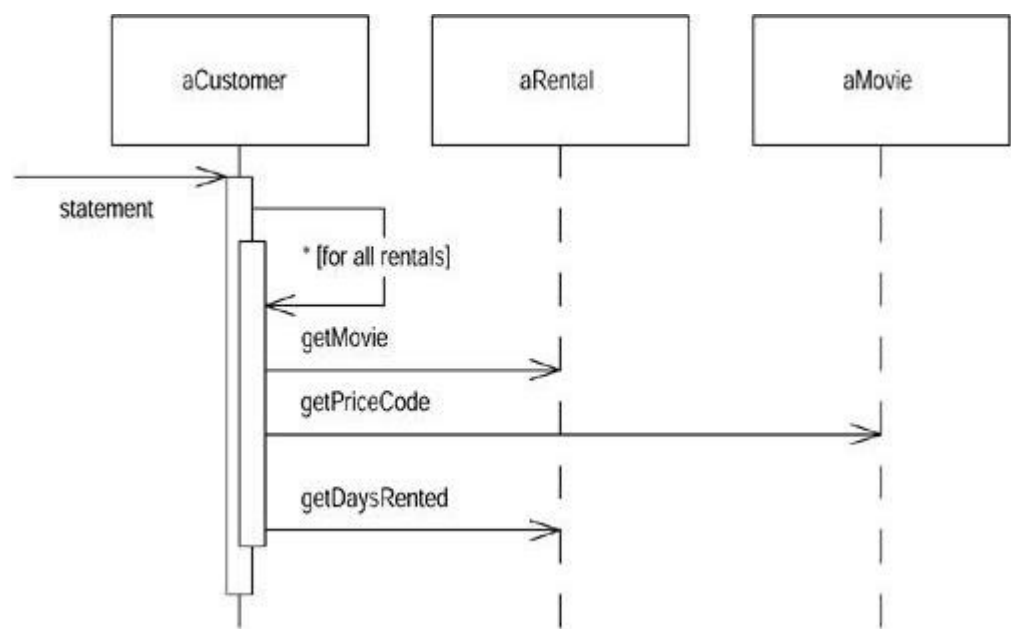 aCustomer
aRental
aMovie
statement
* [for all rentals]
getMovie
getPriceCode
getDaysRented